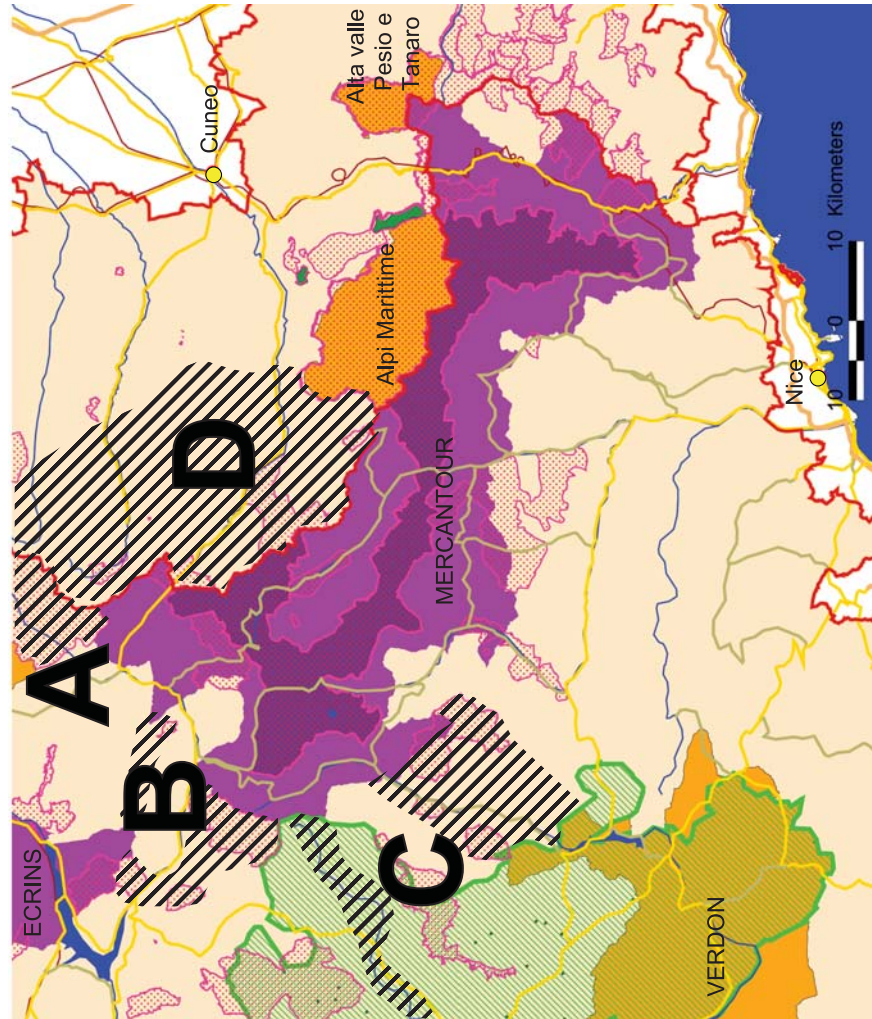 ECRINS
A
B
C
D
Cuneo
Alta valle
Pesio e
Tanaro
Alpi Marittime
MERCANTOUR
VERDON
Nice
10 0 10 Kilometers